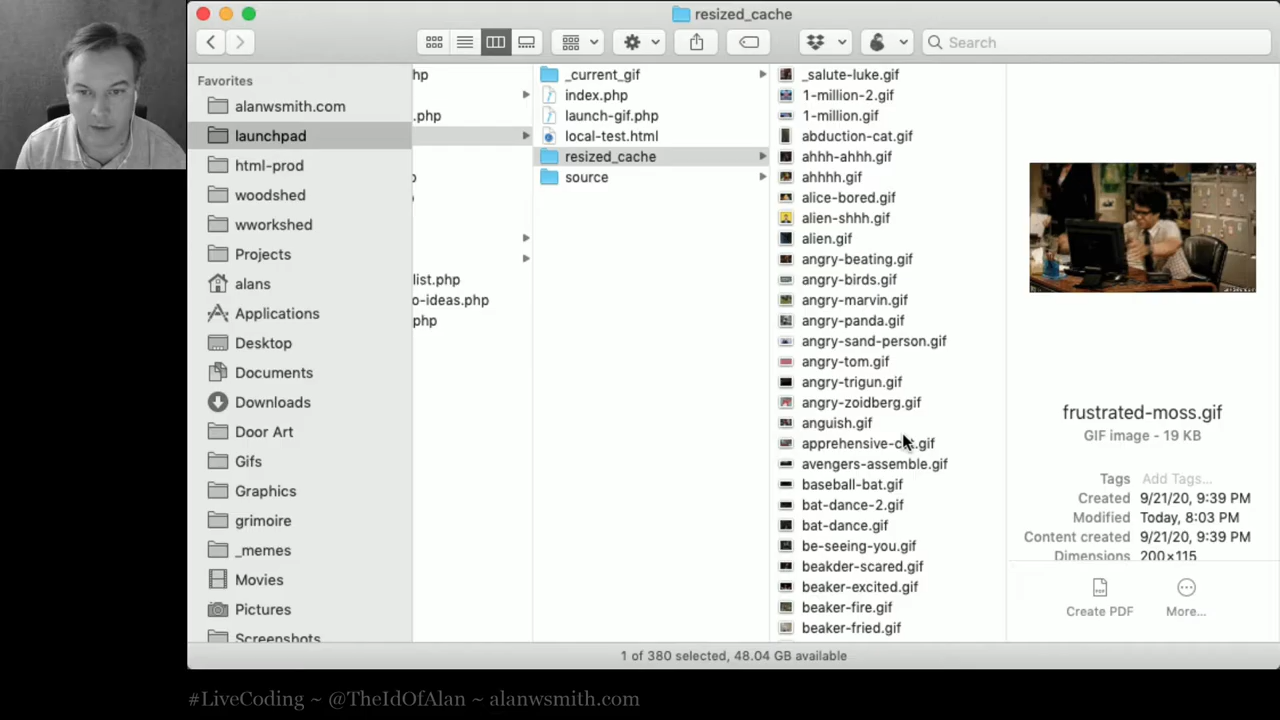 resized_cache
Search
Favorites
alanwsmith.com
launchpad
html-prod
woodshed
wworkshed
Projects
alans
Applications
Desktop
Documents
Downloads
Door Art
Gifs
Graphics
grimoire
_memes
Movies
Pictures
Screenshots
hp
.php
list.php
o-ideas.php
php
_current_gif
index.php
launch-gif.php
local-test.html
resized_cache
source
_salute-luke.gif
1-million-2.gif
1-million.gif
abduction-cat.gif
ahhh-ahhh.gif
ahhhh.gif
alice-bored.gif
alien-shhh.gif
alien.gif
angry-beating.gif
angry-birds.gif
angry-marvin.gif
angry-panda.gif
angry-sand-person.gif
angry-tom.gif
angry-trigun.gif
angry-zoidberg.gif
anguish.gif
apprehensive-cat.gif
avengers-assemble.gif
baseball-bat.gif
bat-dance-2.gif
bat-dance.gif
be-seeing-you.gif
beakder-scared.gif
beaker-excited.gif
beaker-fire.gif
beaker-fried.gif
frustrated-moss.gif
GIF image - 19 KB
Tags Add Tags...
Created 9/21/20, 9:39 PM
Modified Today, 8:03 PM
Content created 9/21/20, 9:39 PM
Dimensions 200×115
Create PDF
More...
1 of 380 selected, 48.04 GB available
#LiveCoding ~ @TheIdOfAlan ~ alanwsmith.com